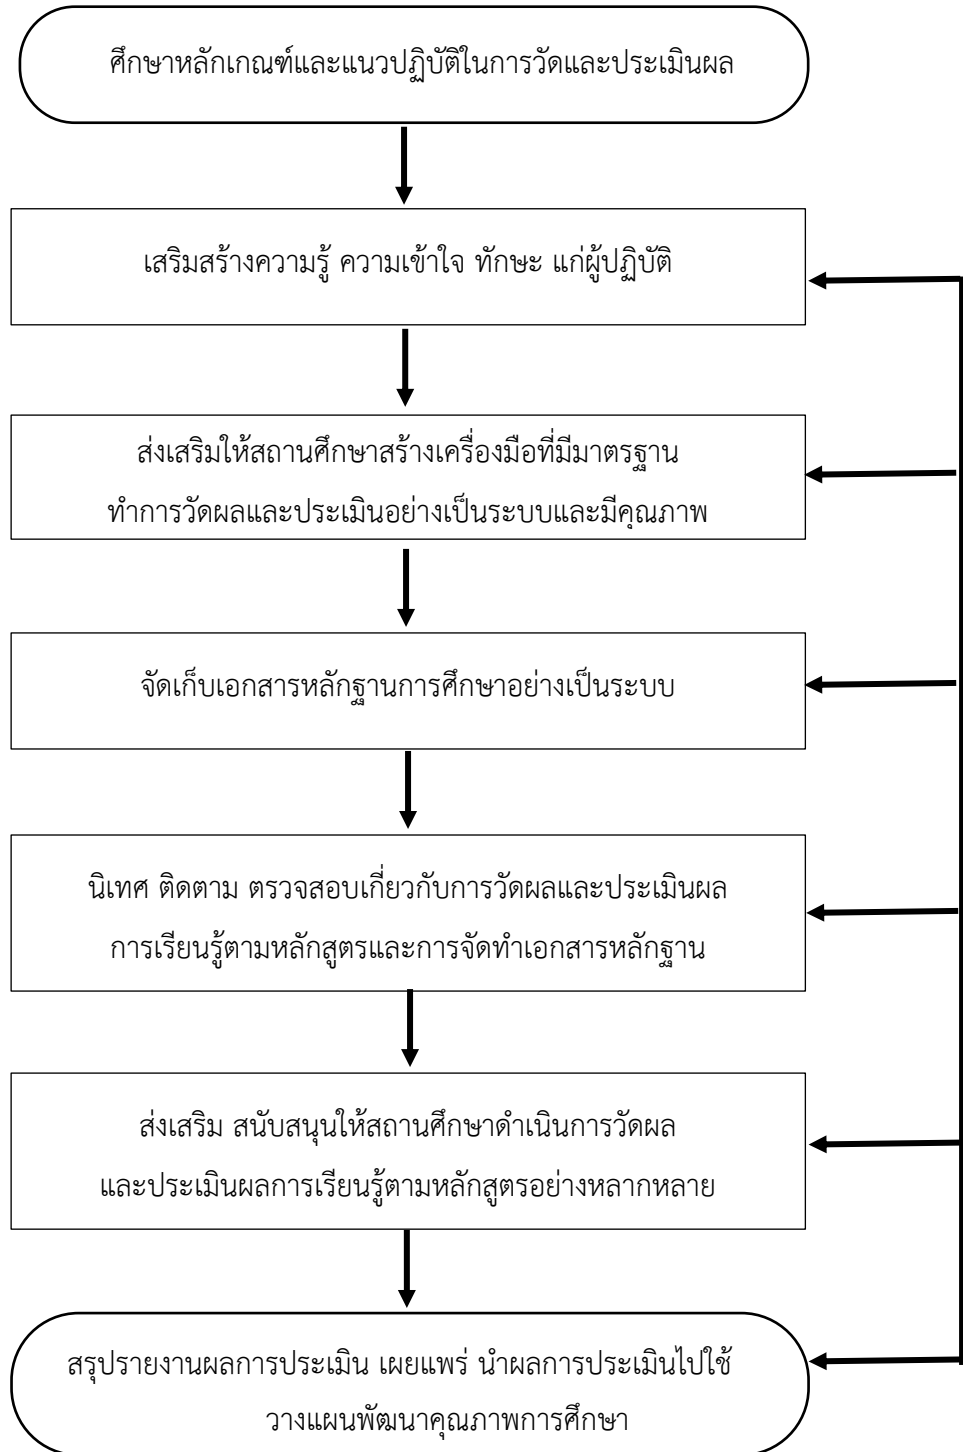 ศึกษาหลักเกณฑ์และแนวปฏิบัติในการวัดและประเมินผล
เสริมสร้างความรู้ ความเข้าใจ ทักษะ แก่ผู้ปฏิบัติ
ส่งเสริมให้สถานศึกษาสร้างเครื่องมือที่มีมาตรฐาน
ทำการวัดผลและประเมินอย่างเป็นระบบและมีคุณภาพ
จัดเก็บเอกสารหลักฐานการศึกษาอย่างเป็นระบบ
นิเทศ ติดตาม ตรวจสอบเกี่ยวกับการวัดผลและประเมินผล
การเรียนรู้ตามหลักสูตรและการจัดทำเอกสารหลักฐาน
ส่งเสริม สนับสนุนให้สถานศึกษาดำเนินการวัดผล
และประเมินผลการเรียนรู้ตามหลักสูตรอย่างหลากหลาย
สรุปรายงานผลการประเมิน เผยแพร่ นำผลการประเมินไปใช้
วางแผนพัฒนาคุณภาพการศึกษา